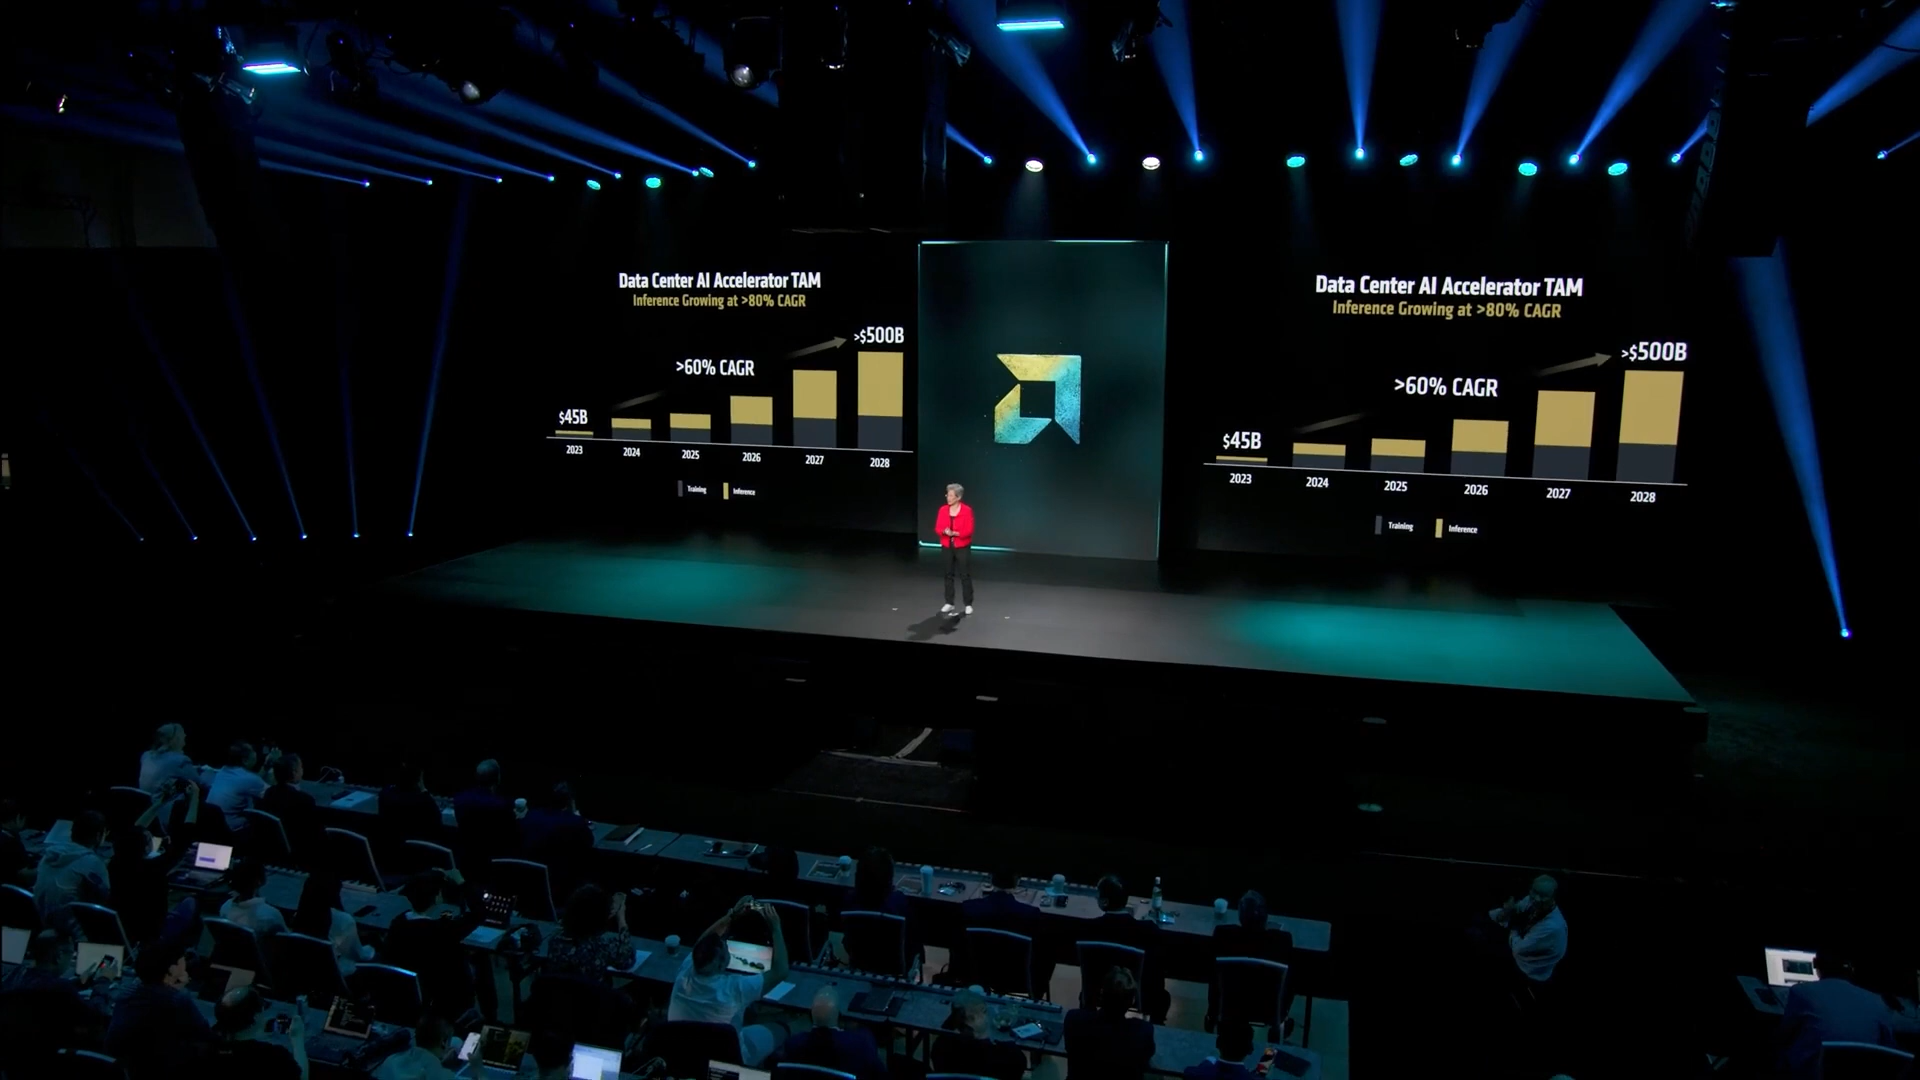 Data Center AI Accelerator TAM
Inference Growing at >80% CAGR
>$500B
>60% CAGR
$45B
2023
2024
2025
2026
2027
2028
Training
Inference
Data Center AI Accelerator TAM
Inference Growing at >80% CAGR
>$500B
>60% CAGR
$45B
2023
2024
2025
2026
2027
2028
Training
Inference